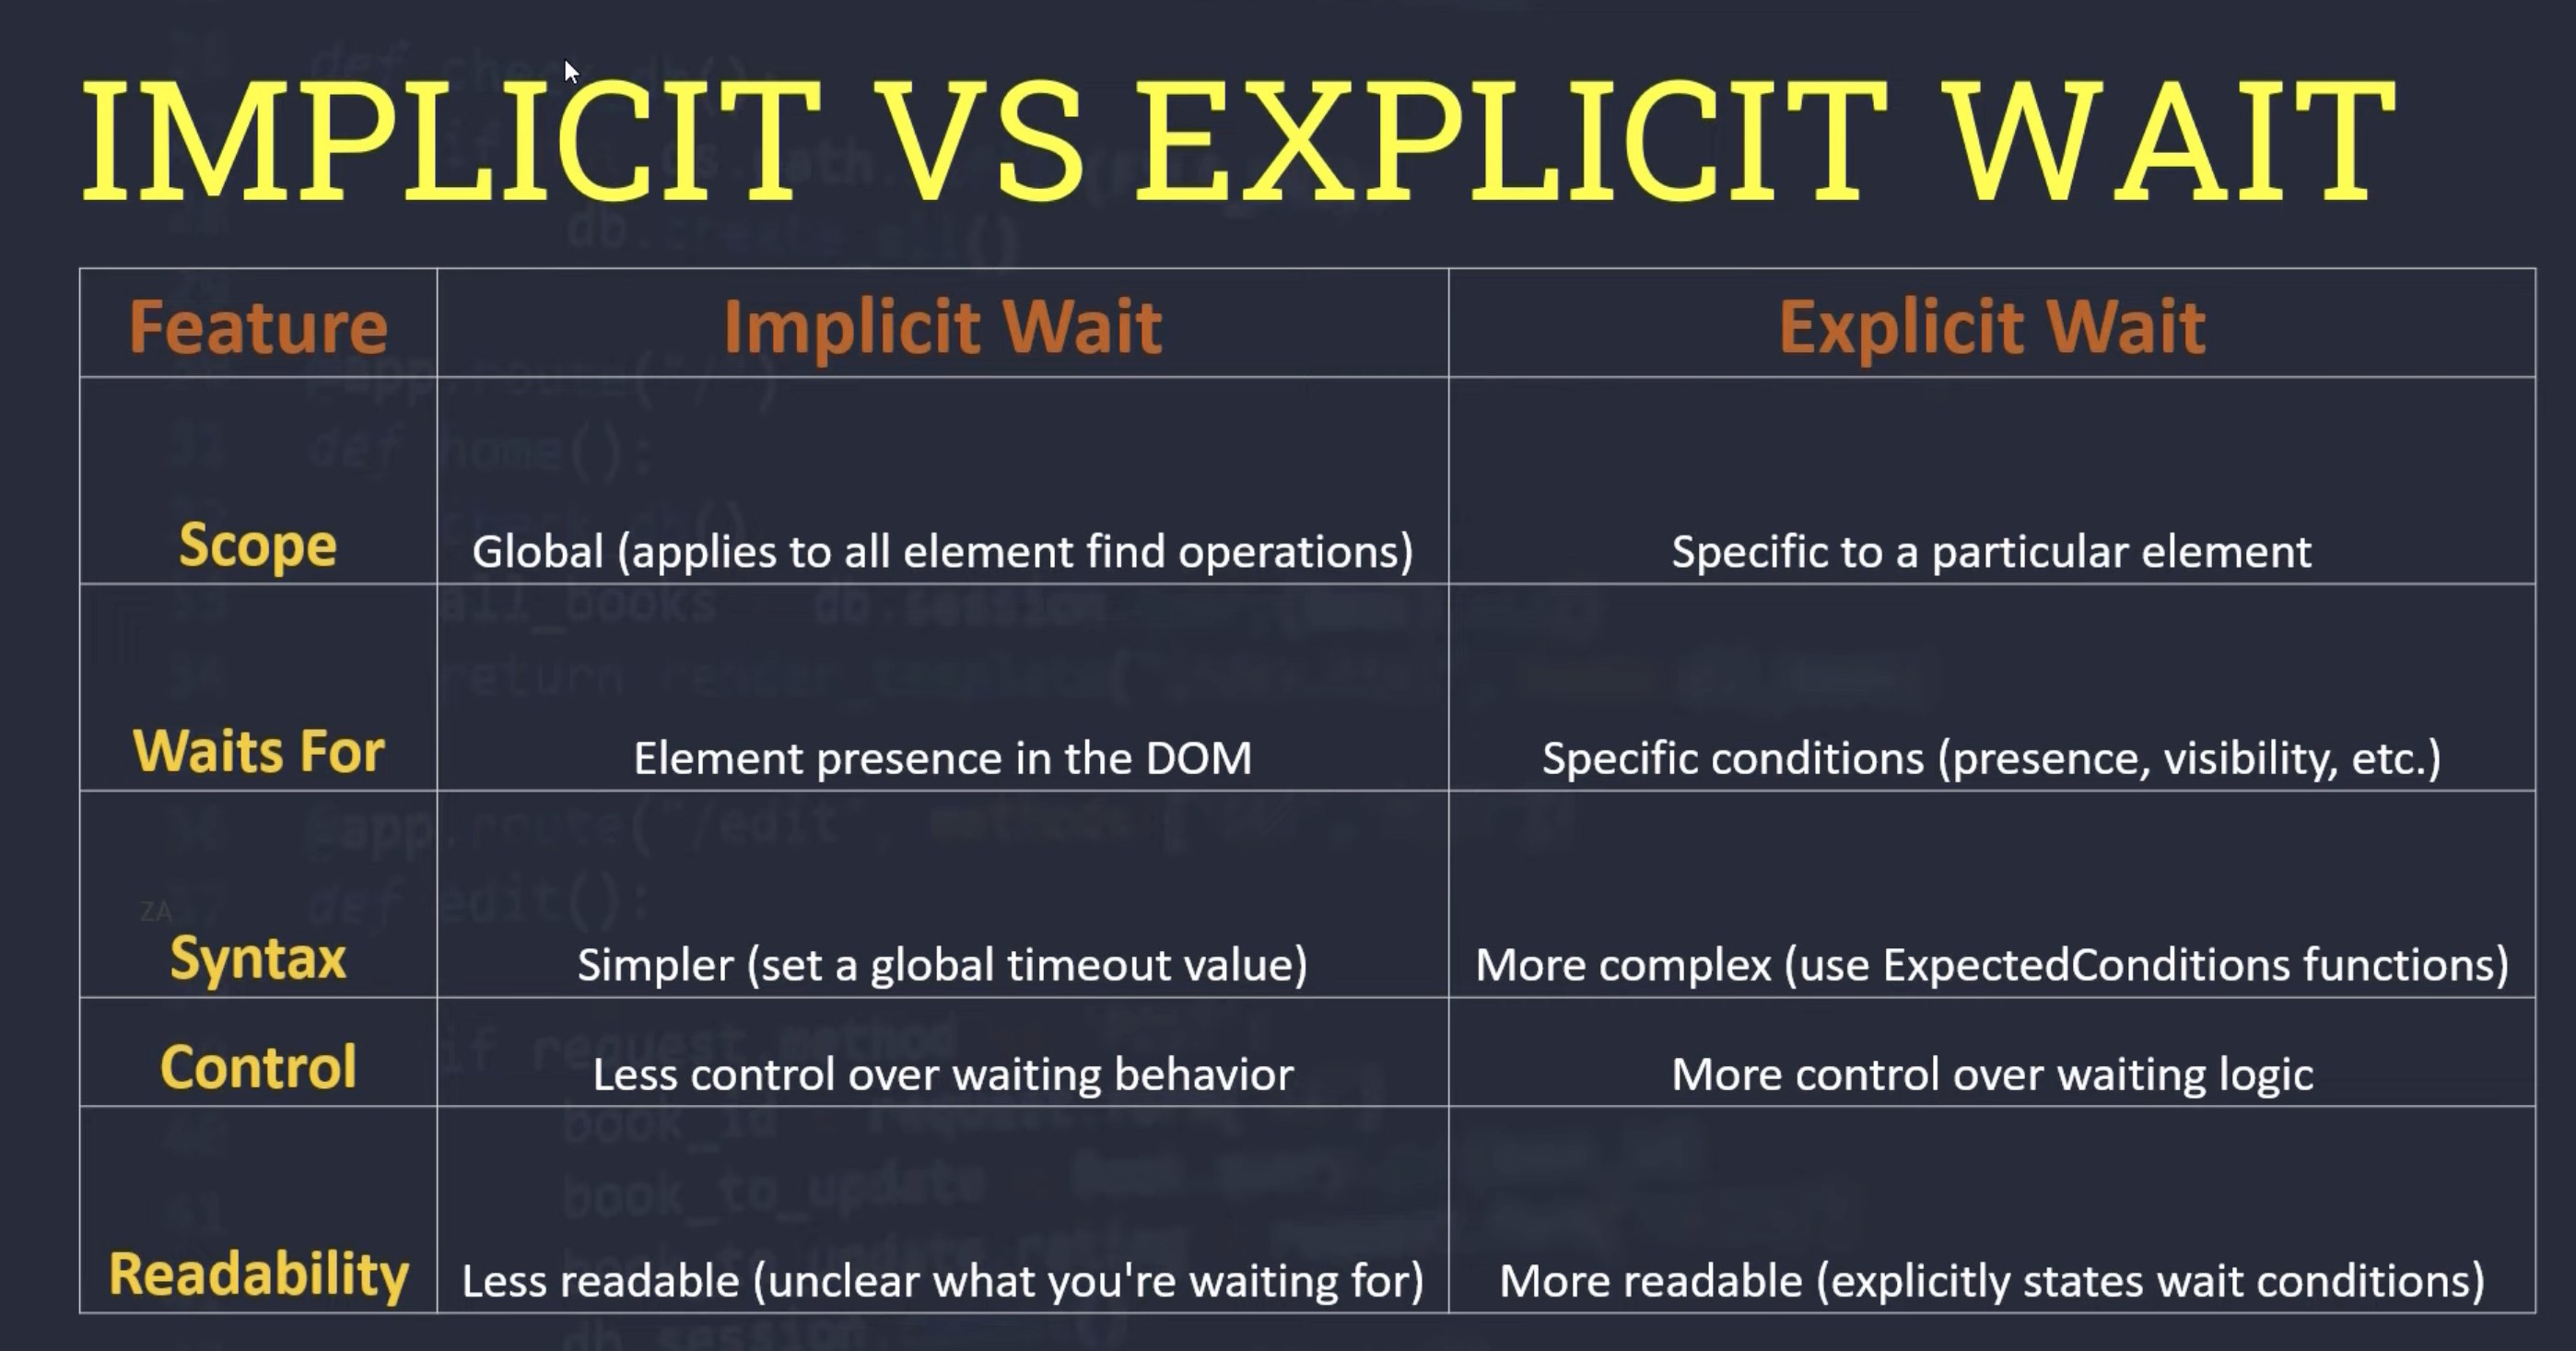 IMPLICIT VS EXPLICIT WAIT
Feature Implicit Wait Explicit Wait
Scope Global (applies to all element find operations) Specific to a particular element
Waits For Element presence in the DOM Specific conditions (presence, visibility, etc.)
ZA
Syntax Simpler (set a global timeout value) More complex (use ExpectedConditions functions)
Control Less control over waiting behavior More control over waiting logic
Readability Less readable (unclear what you're waiting for) More readable (explicitly states wait conditions)